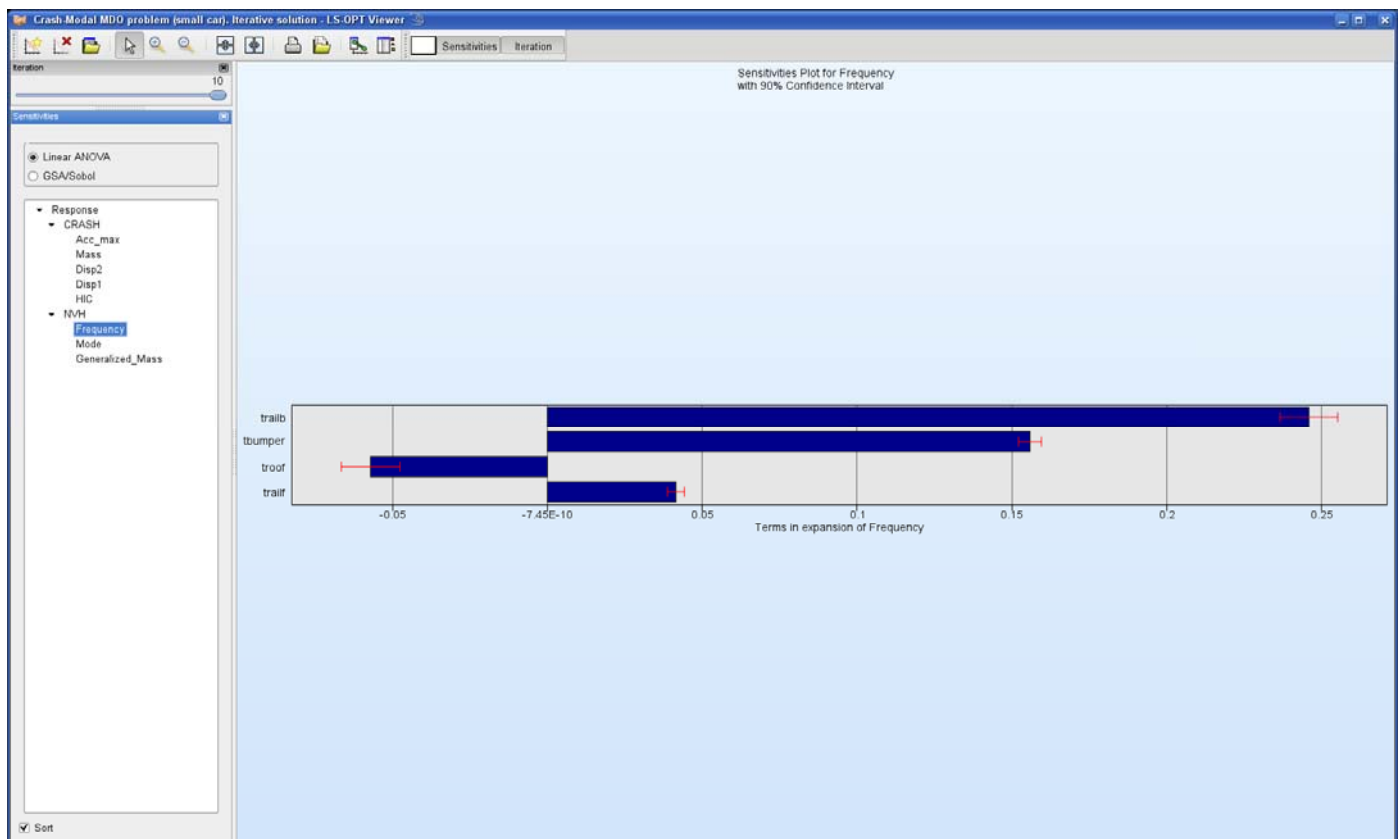 Crash-Modal MDO problem (small car). Iterative solution - LS-OPT Viewer
Sensitivities Iteration
Iteration
10
Sensitivities
Linear ANOVA
GSA/Sobol
Response
CRASH
Acc_max
Mass
Disp2
Disp1
HIC
NVH
Frequency
Mode
Generalized_Mass
Sort
Sensitivities Plot for Frequency
with 90% Confidence Interval
trailb
tbumper
troof
trailf
-0.05 -7.45E-10 0.05 0.1 0.15 0.2 0.25
Terms in expansion of Frequency